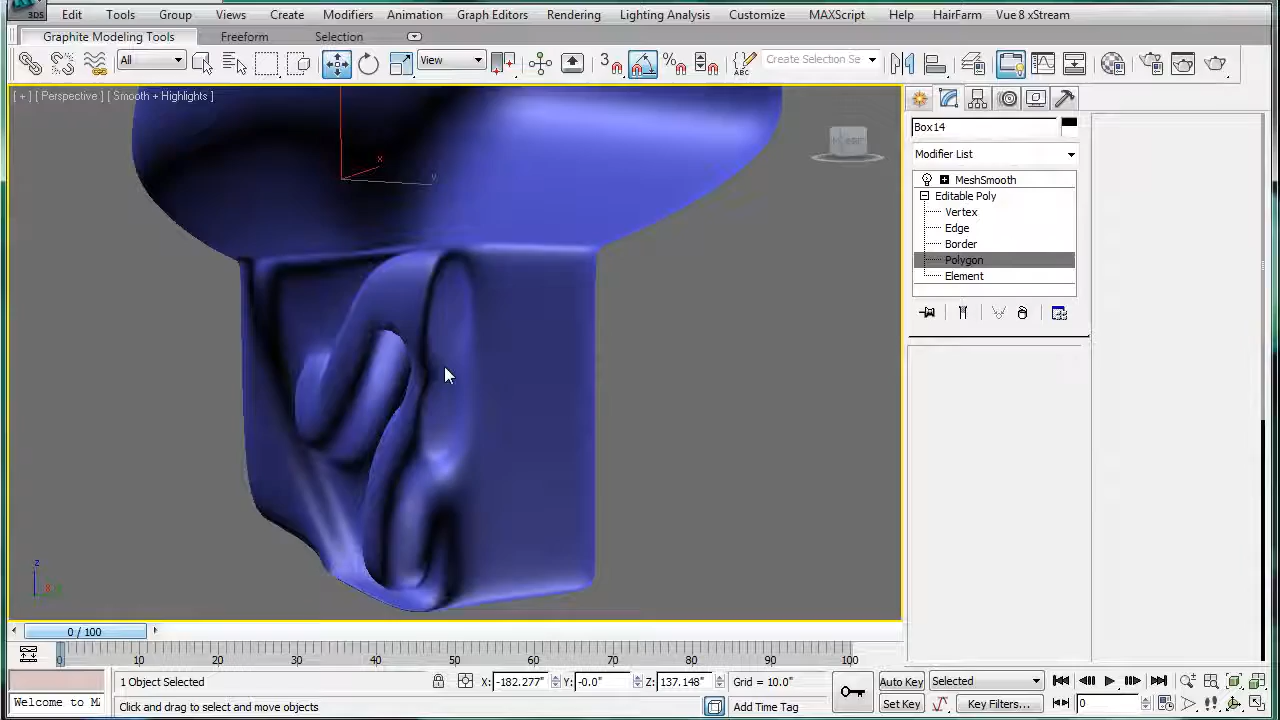 3DS
Edit Tools Group Views Create Modifiers Animation Graph Editors Rendering Lighting Analysis Customize MAXScript Help HairFarm Vue 8 xStream
Graphite Modeling Tools Freeform Selection
All View 3 % ABC Create Selection Se
[ + ] [ Perspective ] [ Smooth + Highlights ]
Box14
Modifier List
MeshSmooth
Editable Poly
Vertex
Edge
Border
Polygon
Element
x
y
z
0 / 100
0 10 20 30 40 50 60 70 80 90 100
1 Object Selected X: -182.277" Y: -0.0" Z: 137.148" Grid = 10.0" Auto Key Selected
Welcome to M Click and drag to select and move objects Add Time Tag Set Key Key Filters... 0